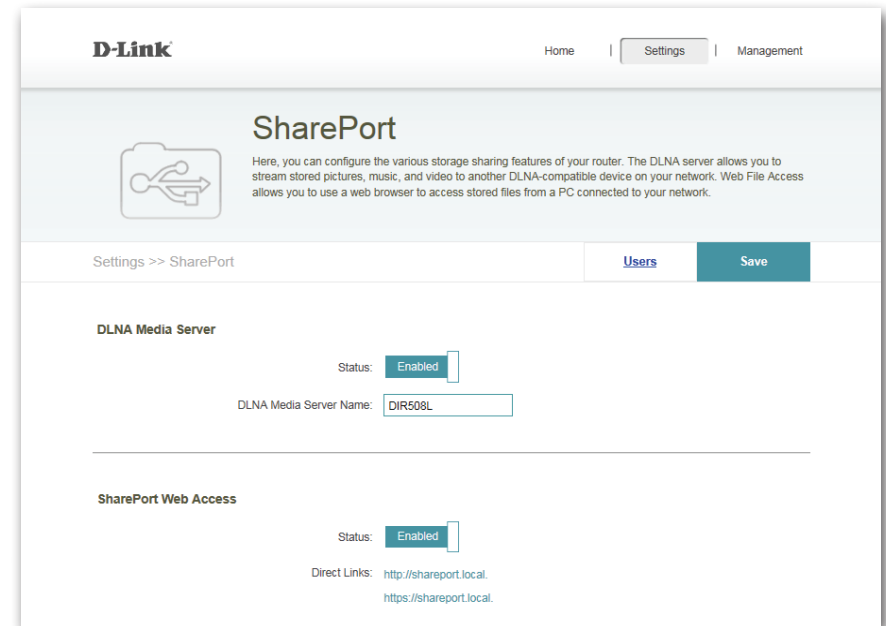 D-Link
Home | Settings | Management
SharePort
Here, you can configure the various storage sharing features of your router. The DLNA server allows you to
stream stored pictures, music, and video to another DLNA-compatible device on your network. Web File Access
allows you to use a web browser to access stored files from a PC connected to your network.
Settings >> SharePort
Users
Save
DLNA Media Server
Status: Enabled
DLNA Media Server Name: DIR508L
SharePort Web Access
Status: Enabled
Direct Links: http://shareport.local.
https://shareport.local.